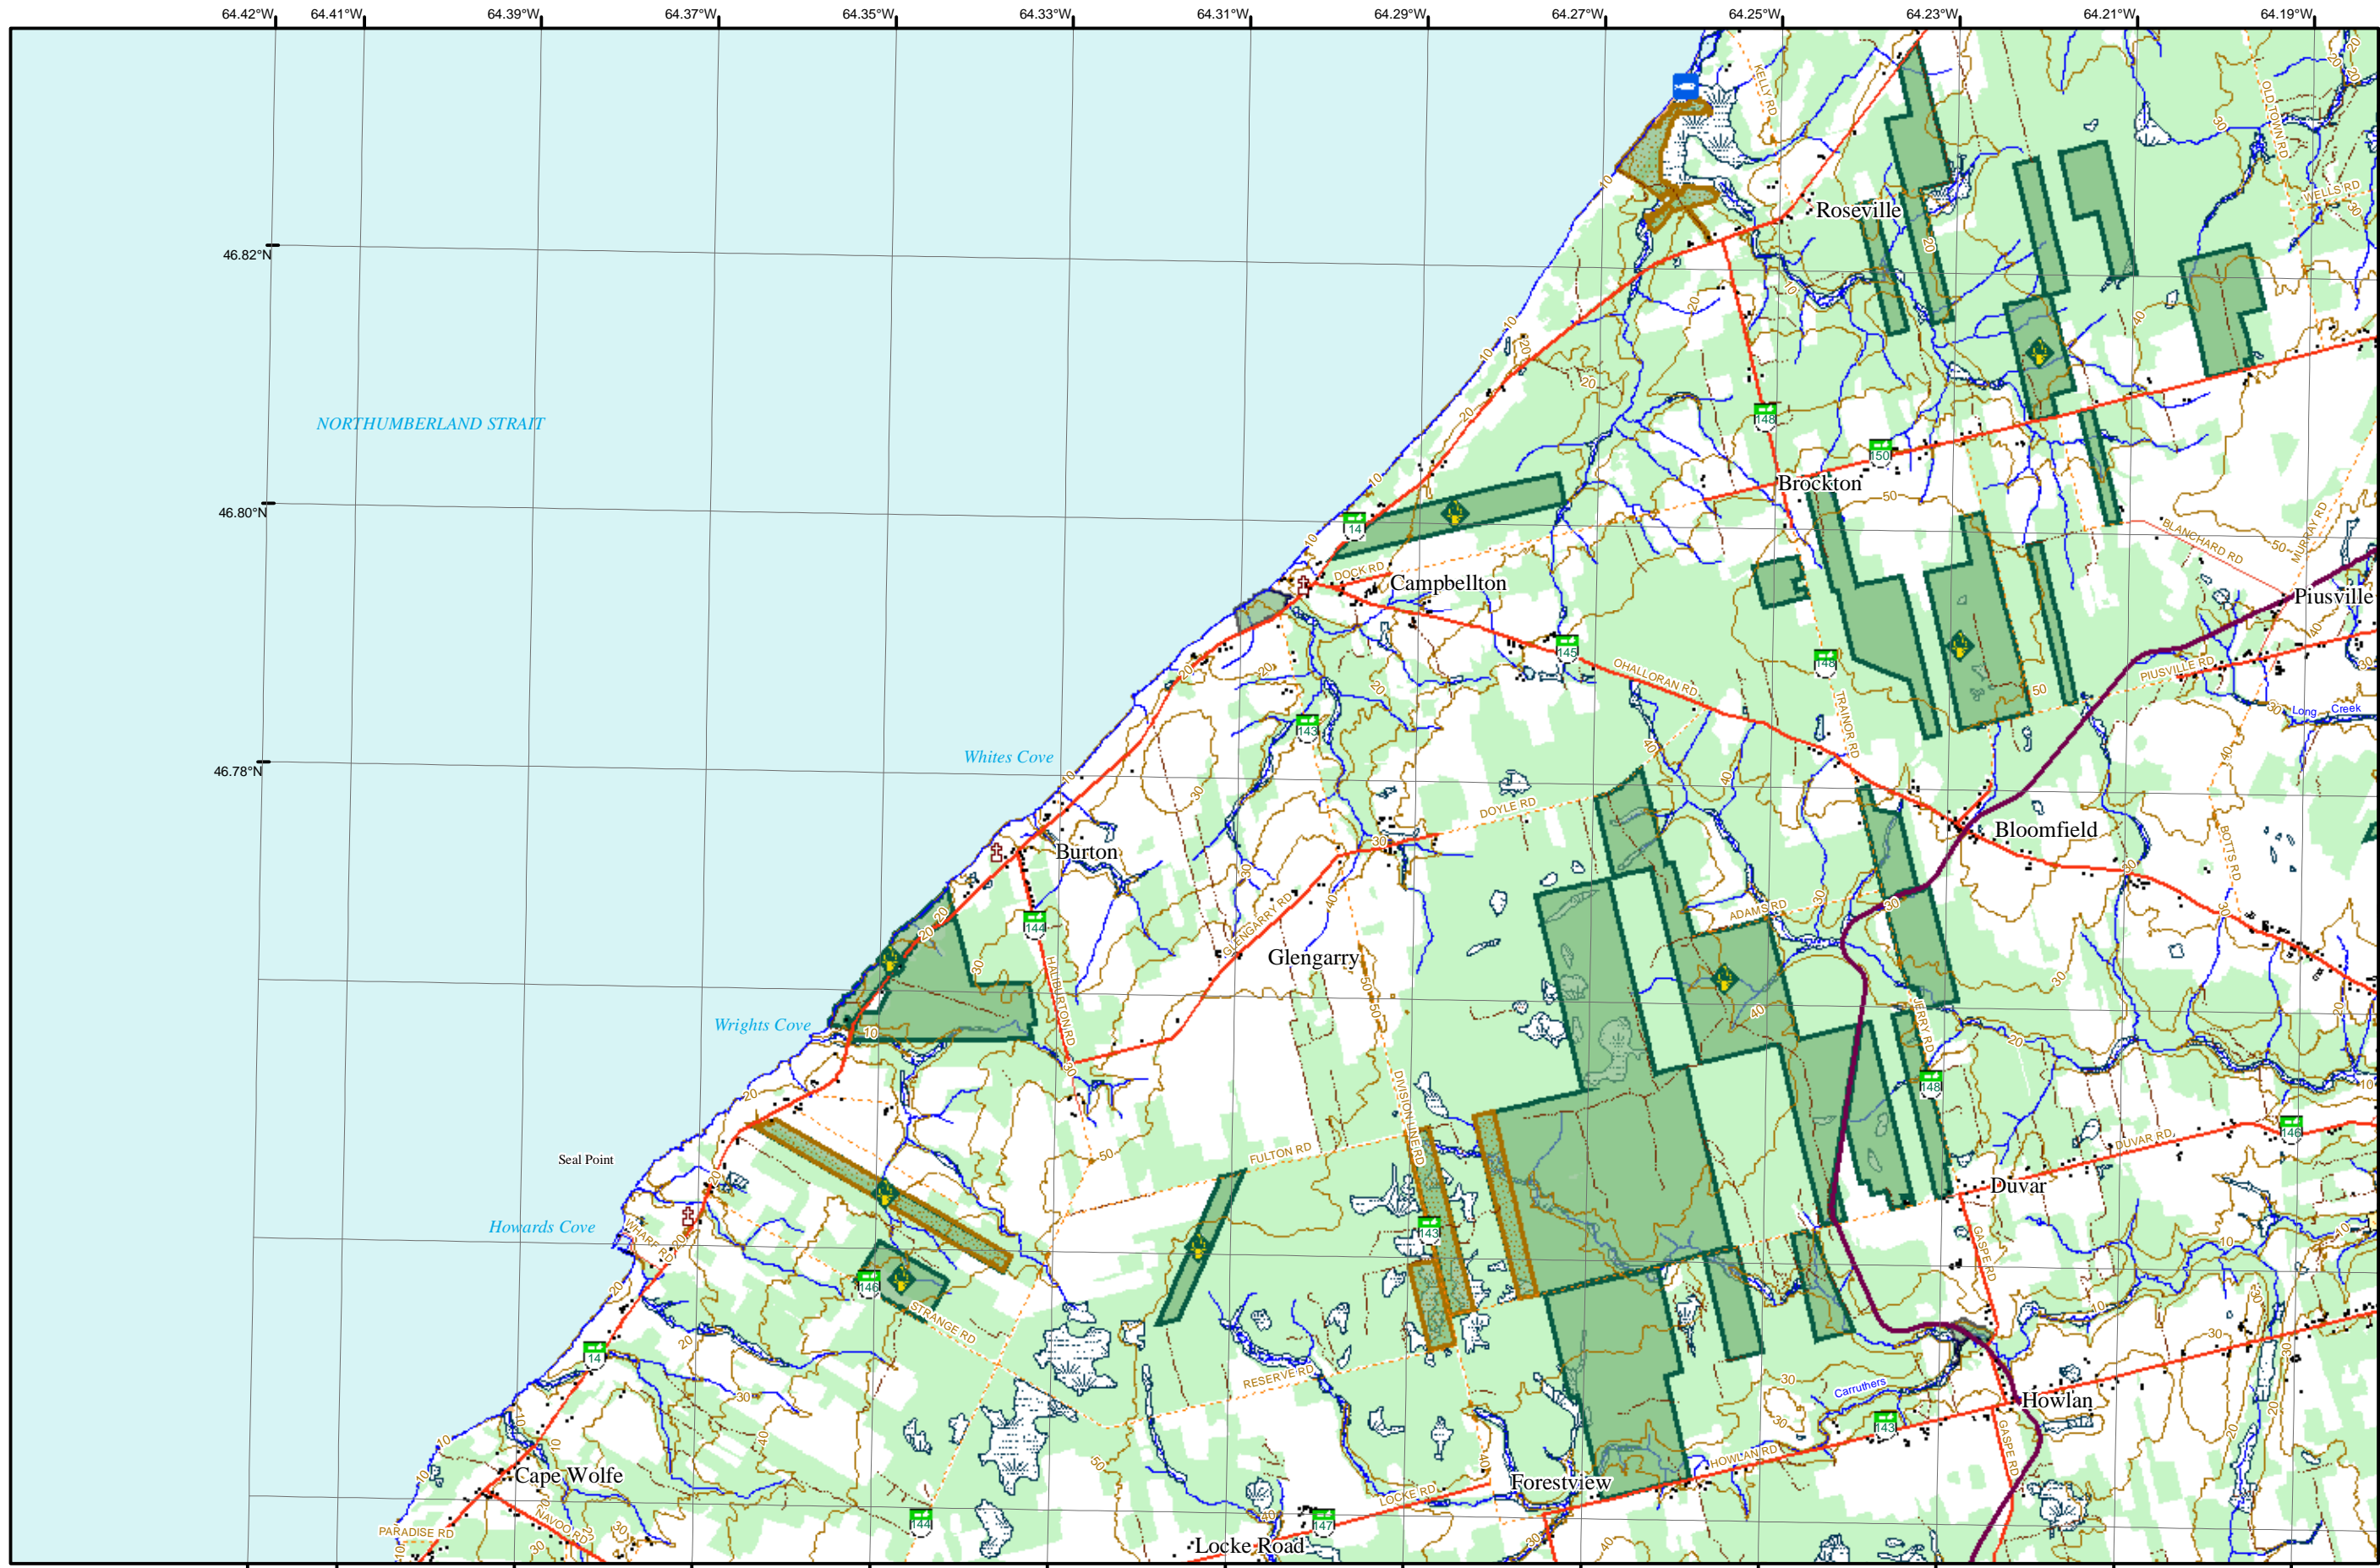 64.42°W 64.41°W 64.39°W 64.37°W 64.35°W 64.33°W 64.31°W 64.29°W 64.27°W 64.25°W 64.23°W 64.21°W 64.19°W
KELLY RD
OLD TOWN RD
WELLS RD
Roseville
46.82°N
NORTHUMBERLAND STRAIT
148
150
Brockton
46.80°N
14
BLANCHARD RD
MURRAY RD
DOCK RD
Campbellton
Piusville
145
OHALLORAN RD
148
TRAINOR RD
PIUSVILLE RD
Long Creek
143
Whites Cove
46.78°N
DOYLE RD
Bloomfield
BOTTS RD
Burton
ADAMS RD
144
GLENGARRY RD
Glengarry
HALIBURTON RD
Wrights Cove
JERRY RD
DIVISION LINE RD
148
146
DUVAR RD
FULTON RD
Seal Point
Duvar
Howards Cove
WHARF RD
143
GASPE RD
146
STRANGE RD
14
RESERVE RD
Carruthers
Howlan
143
GASPE RD
HOWLAN RD
Cape Wolfe
Forestview
LOCKE RD
144
147
NAVOO RD
PARADISE RD
Locke Road